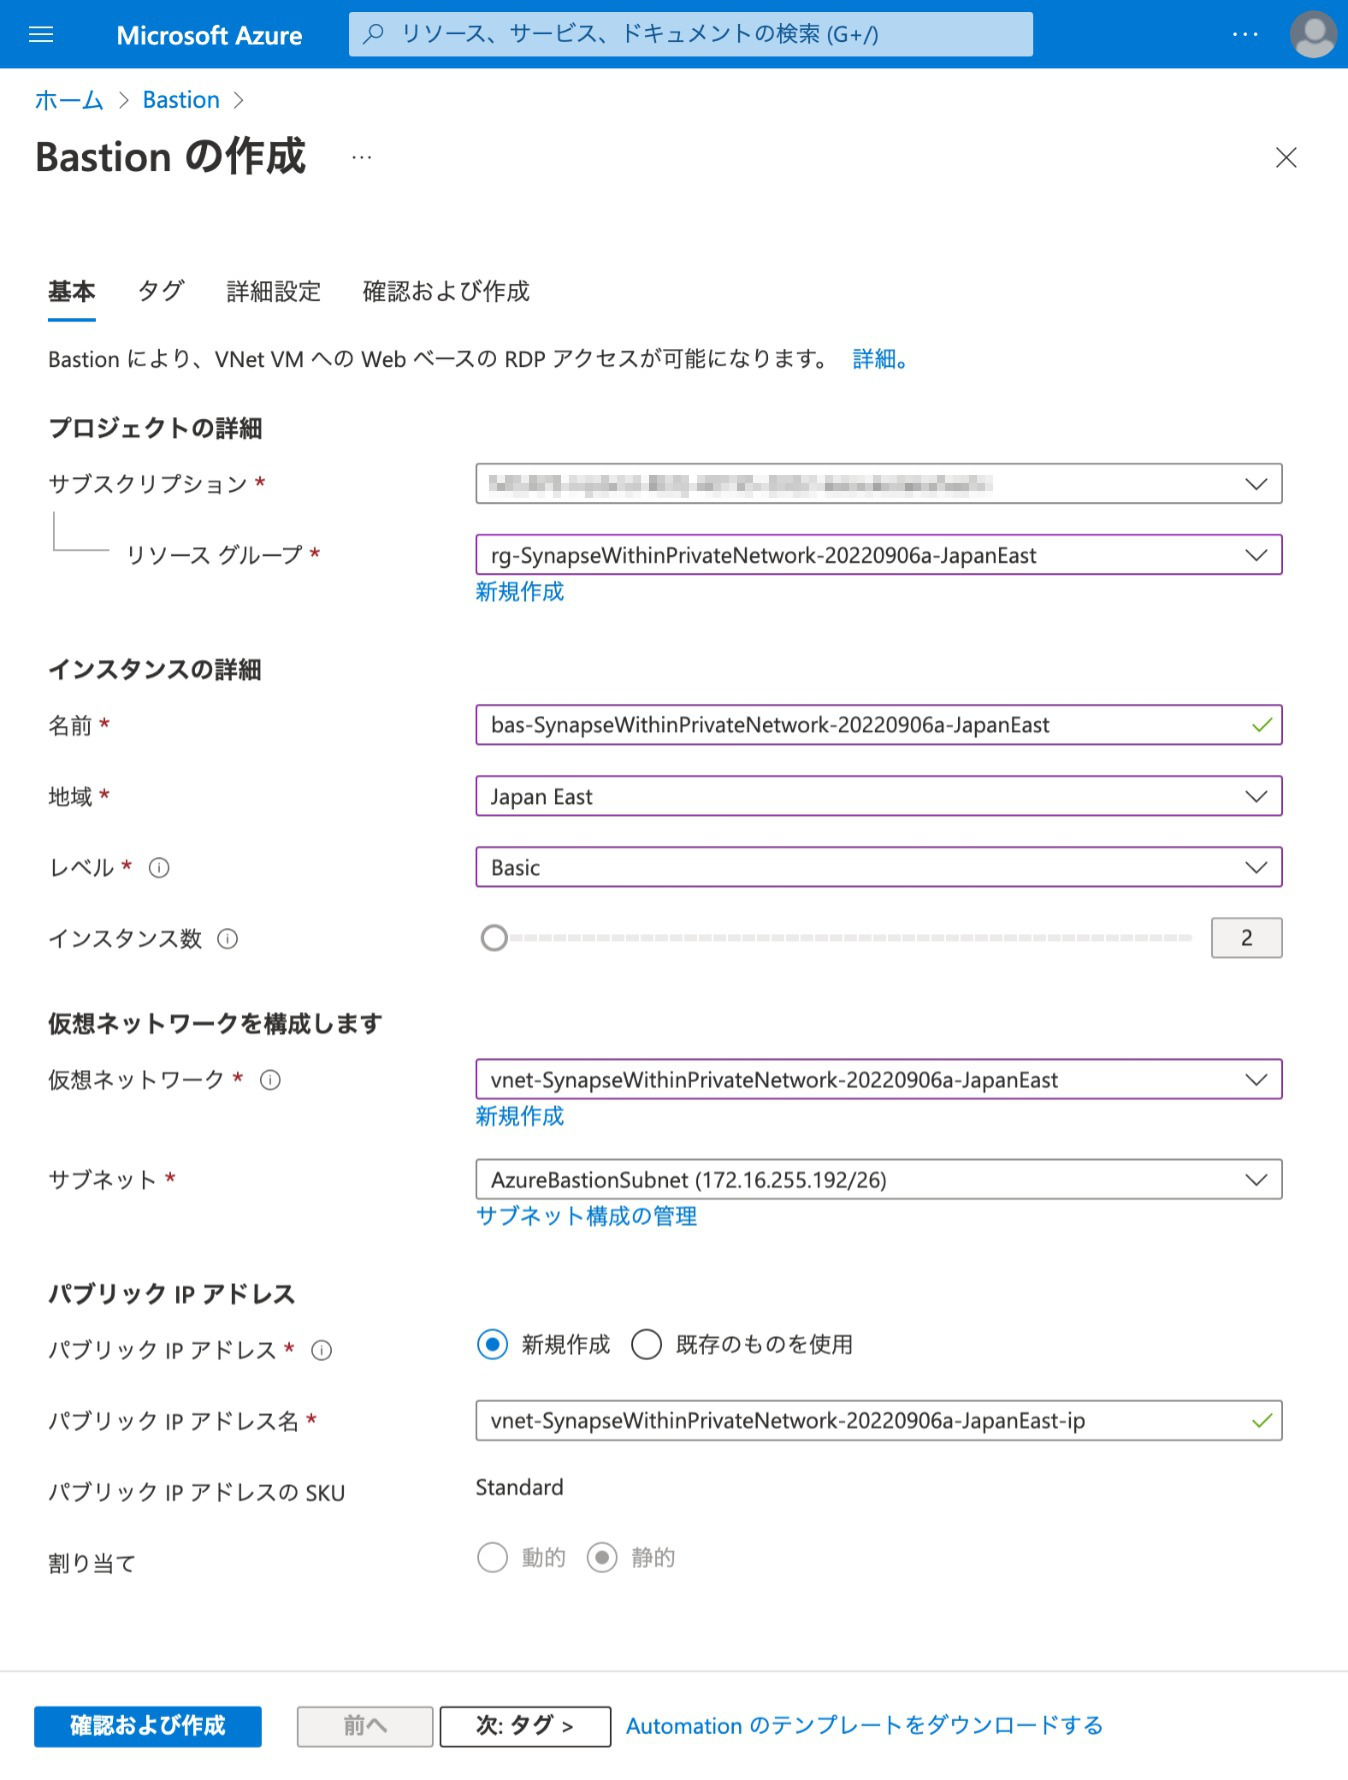 Microsoft Azure
リソース、サービス、ドキュメントの検索 (G+/)
ホーム > Bastion >
Bastion の作成 ...
基本 タグ 詳細設定 確認および作成
Bastion により、VNet VM への Web ベースの RDP アクセスが可能になります。 詳細。
プロジェクトの詳細
サブスクリプション *
リソース グループ * rg-SynapseWithinPrivateNetwork-20220906a-JapanEast
新規作成
インスタンスの詳細
名前 * bas-SynapseWithinPrivateNetwork-20220906a-JapanEast
地域 * Japan East
レベル * Basic
インスタンス数 2
仮想ネットワークを構成します
仮想ネットワーク * vnet-SynapseWithinPrivateNetwork-20220906a-JapanEast
新規作成
サブネット * AzureBastionSubnet (172.16.255.192/26)
サブネット構成の管理
パブリック IP アドレス
パブリック IP アドレス * 新規作成 既存のものを使用
パブリック IP アドレス名 * vnet-SynapseWithinPrivateNetwork-20220906a-JapanEast-ip
パブリック IP アドレスの SKU Standard
割り当て 動的 静的
確認および作成 前へ 次: タグ > Automation のテンプレートをダウンロードする